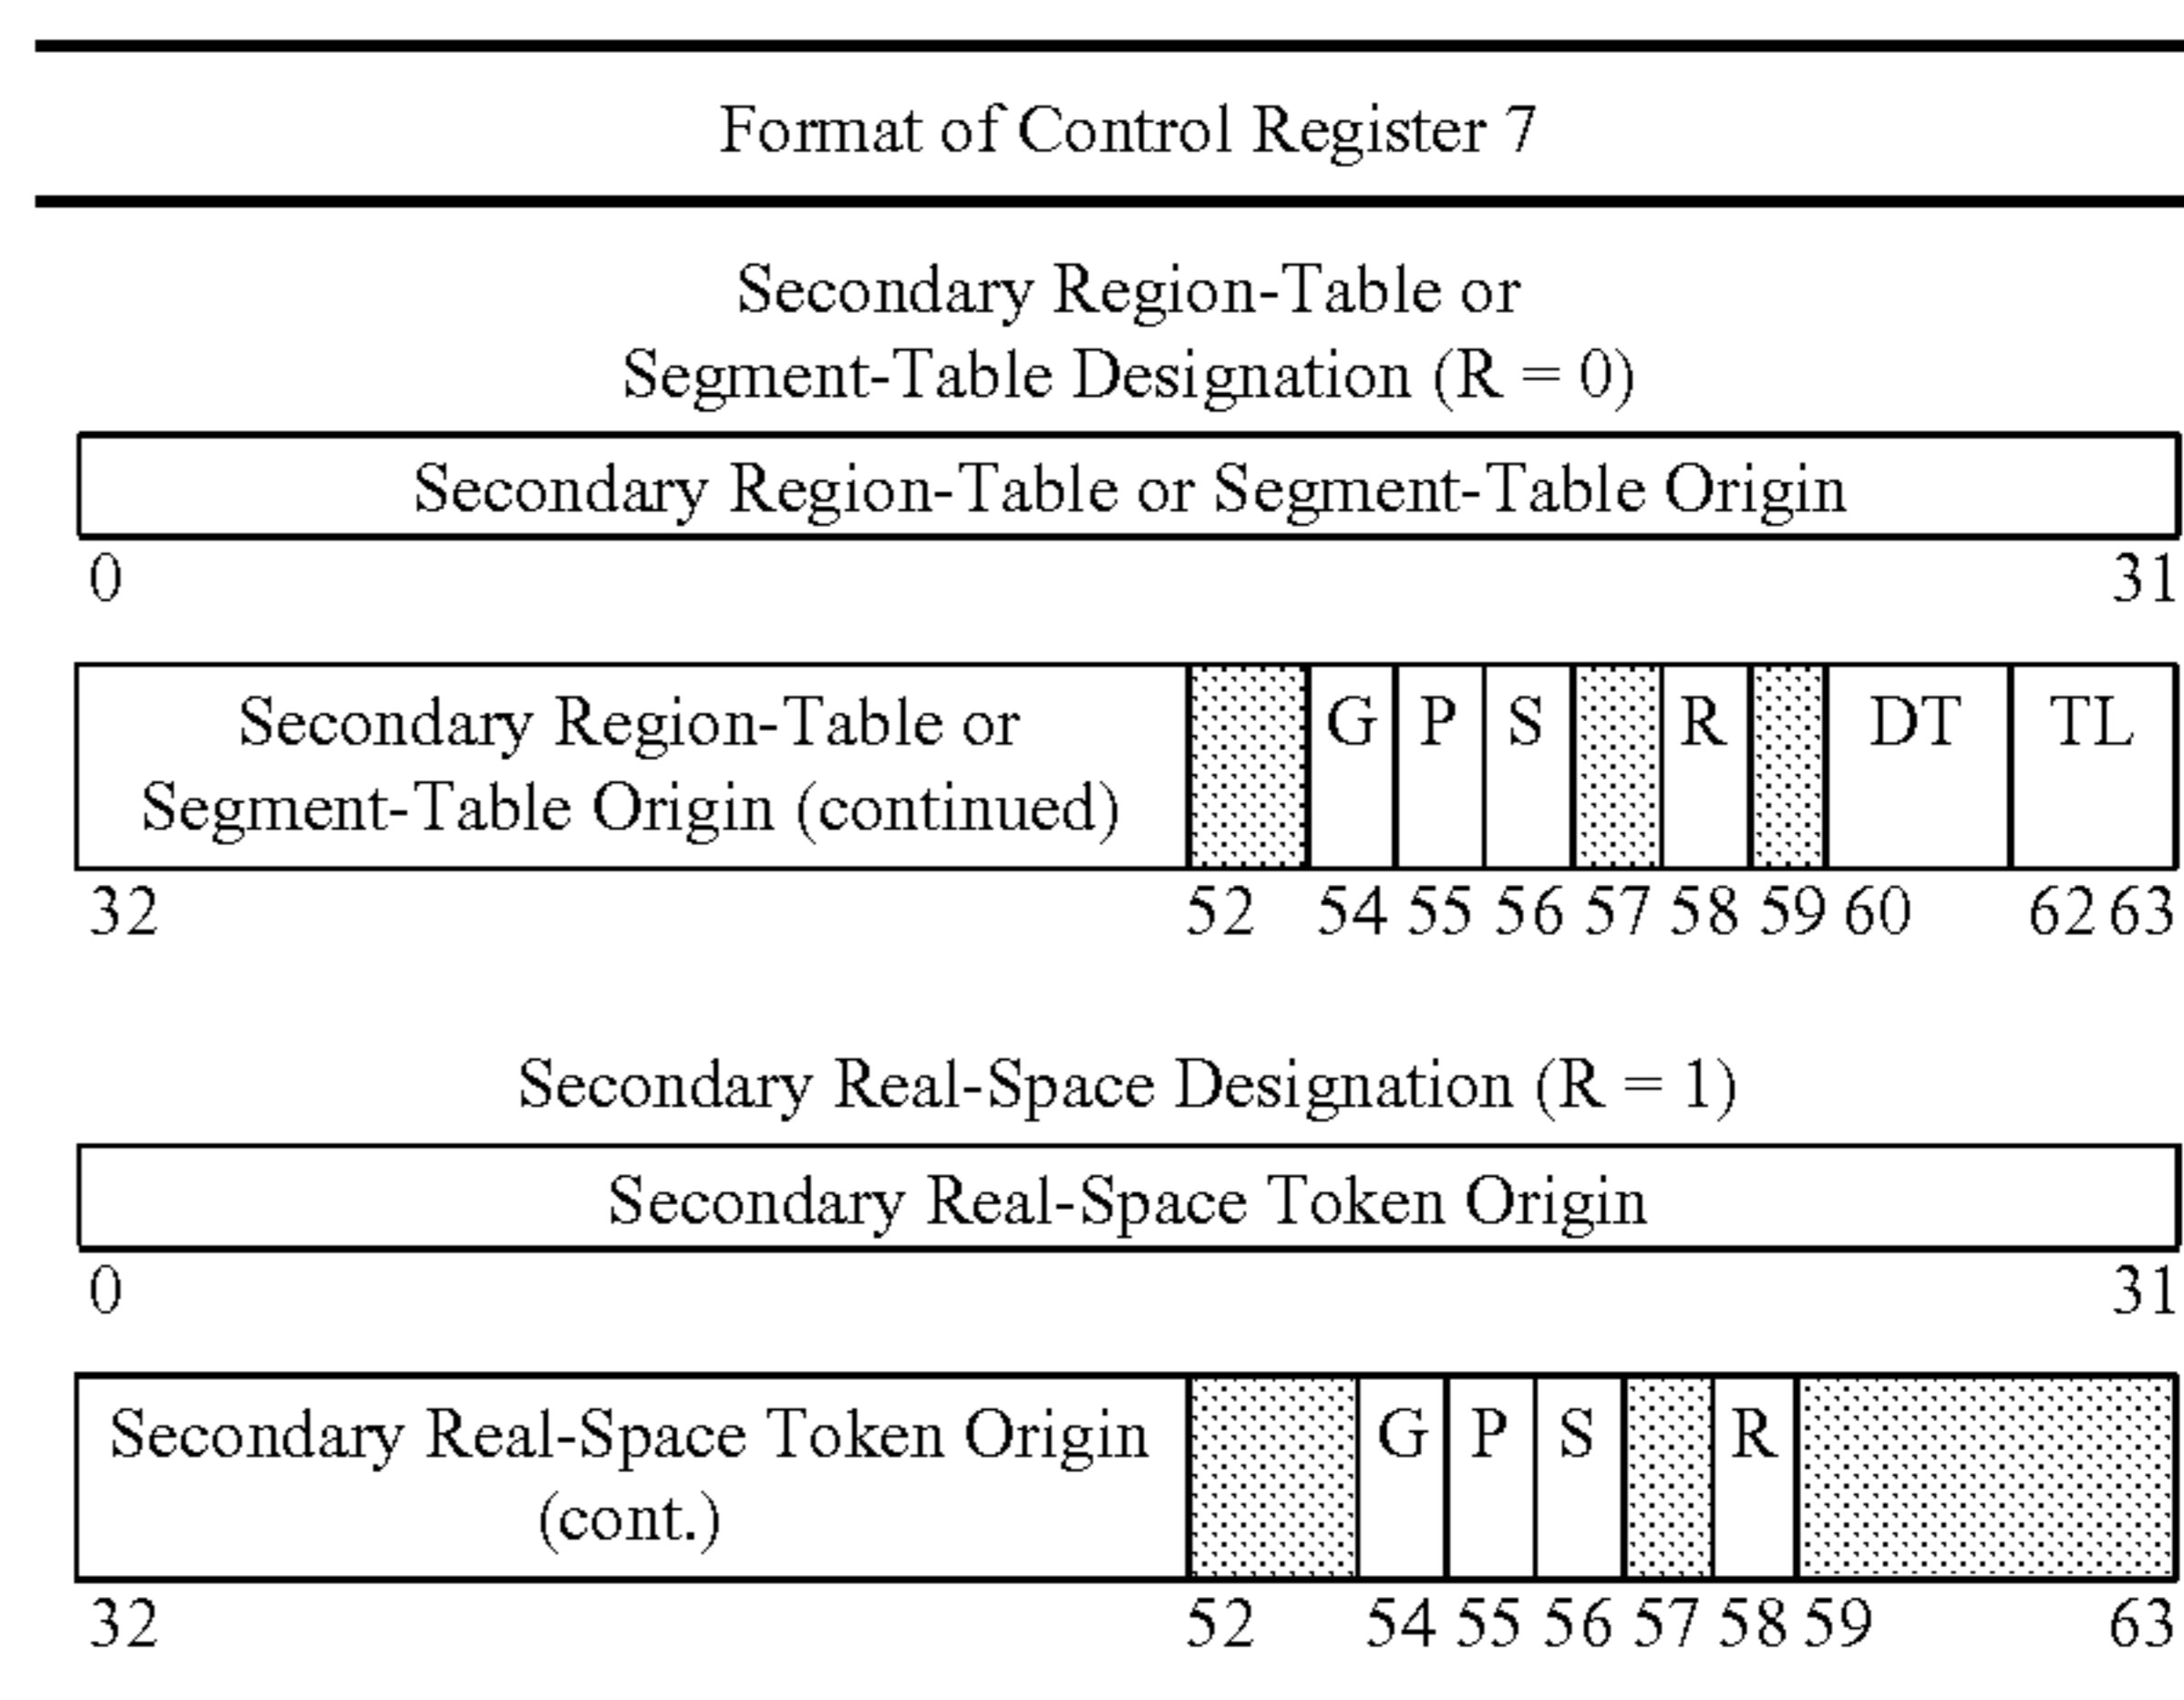 Format of Control Register 7
Secondary Region-Table or
Segment-Table Designation (R = 0)
Secondary Region-Table or Segment-Table Origin
0 31
Secondary Region-Table or
Segment-Table Origin (continued)
G P S R DT TL
32 52 54 55 56 57 58 59 60 62 63
Secondary Real-Space Designation (R = 1)
Secondary Real-Space Token Origin
0 31
Secondary Real-Space Token Origin
(cont.)
G P S R
32 52 54 55 56 57 58 59 63